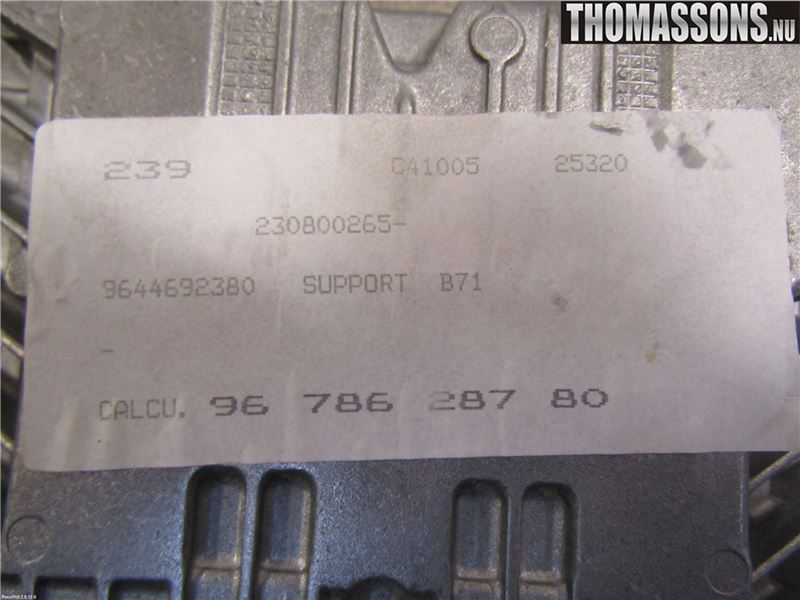 THOMASSONS.NU
239 C41005 25320
230800265-
9644692380 SUPPORT B71
-
CALCU. 96 786 287 80